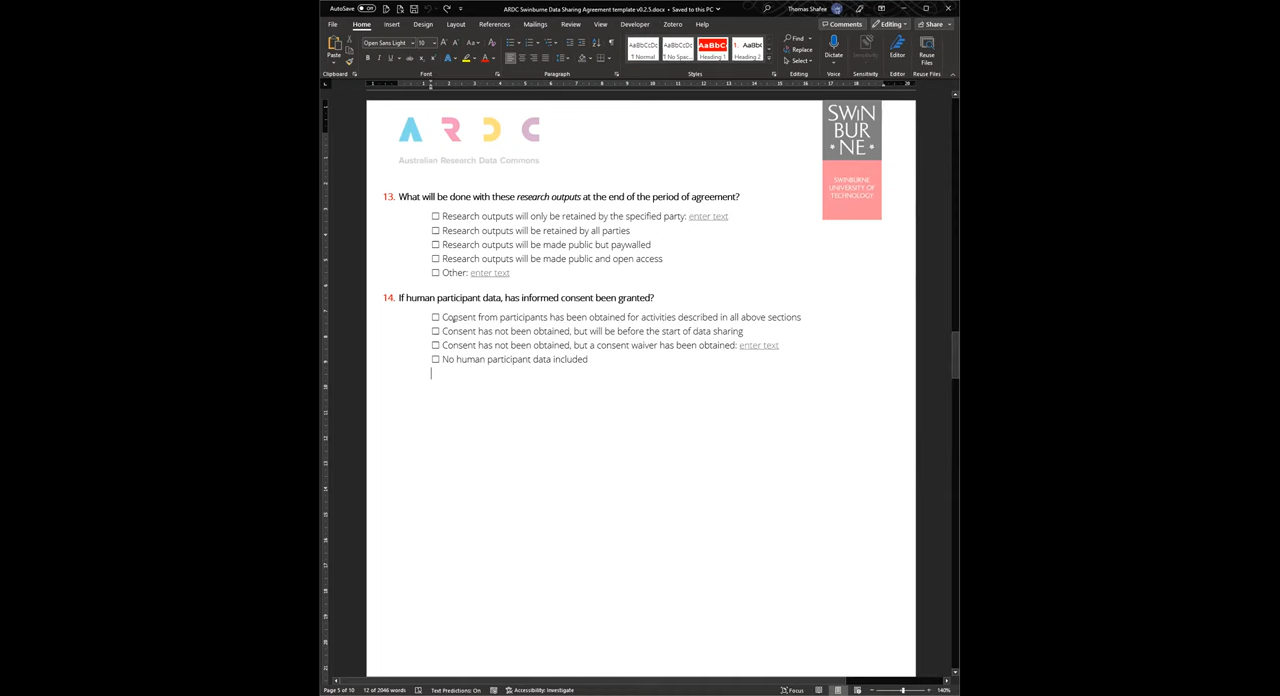 AutoSave Off
ARDC Swinburne Data Sharing Agreement template v0.2.5.docx • Saved to this PC
Thomas Shafee
File Home Insert Design Layout References Mailings Review View Developer Zotero Help
Comments Editing Share
Open Sans Light 10
Paste
AaBbCcDc AaBbCcDc AaBbCc 1. AaBbC
¶ Normal ¶ No Spac... Heading 1 Heading 2
Find
Replace
Select
Dictate Sensitivity Editor Reuse Files
Clipboard Font Paragraph Styles Editing Voice Sensitivity Editor Reuse Files
A R D C
Australian Research Data Commons
SWIN
BUR
NE
SWINBURNE
UNIVERSITY OF
TECHNOLOGY
13. What will be done with these research outputs at the end of the period of agreement?
☐ Research outputs will only be retained by the specified party: enter text
☐ Research outputs will be retained by all parties
☐ Research outputs will be made public but paywalled
☐ Research outputs will be made public and open access
☐ Other: enter text
14. If human participant data, has informed consent been granted?
☐ Consent from participants has been obtained for activities described in all above sections
☐ Consent has not been obtained, but will be before the start of data sharing
☐ Consent has not been obtained, but a consent waiver has been obtained: enter text
☐ No human participant data included
Page 5 of 10 12 of 2046 words Text Predictions: On Accessibility: Investigate Focus 140%